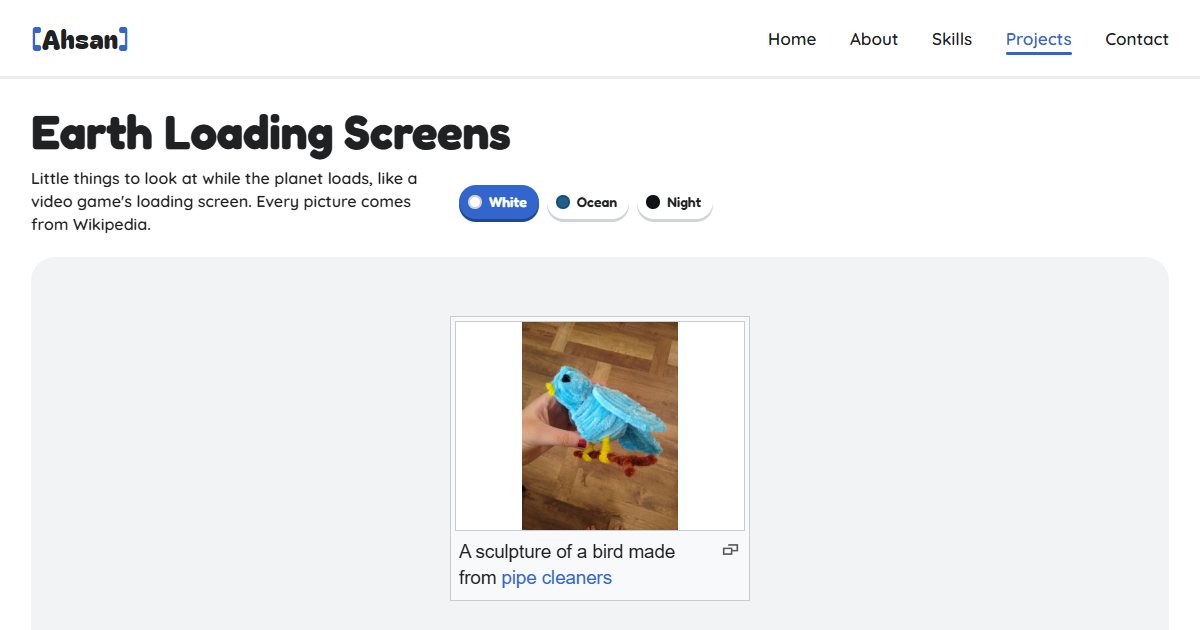 [Ahsan]
Home About Skills Projects Contact
Earth Loading Screens
Little things to look at while the planet loads, like a
video game's loading screen. Every picture comes
from Wikipedia.
White Ocean Night
A sculpture of a bird made
from pipe cleaners